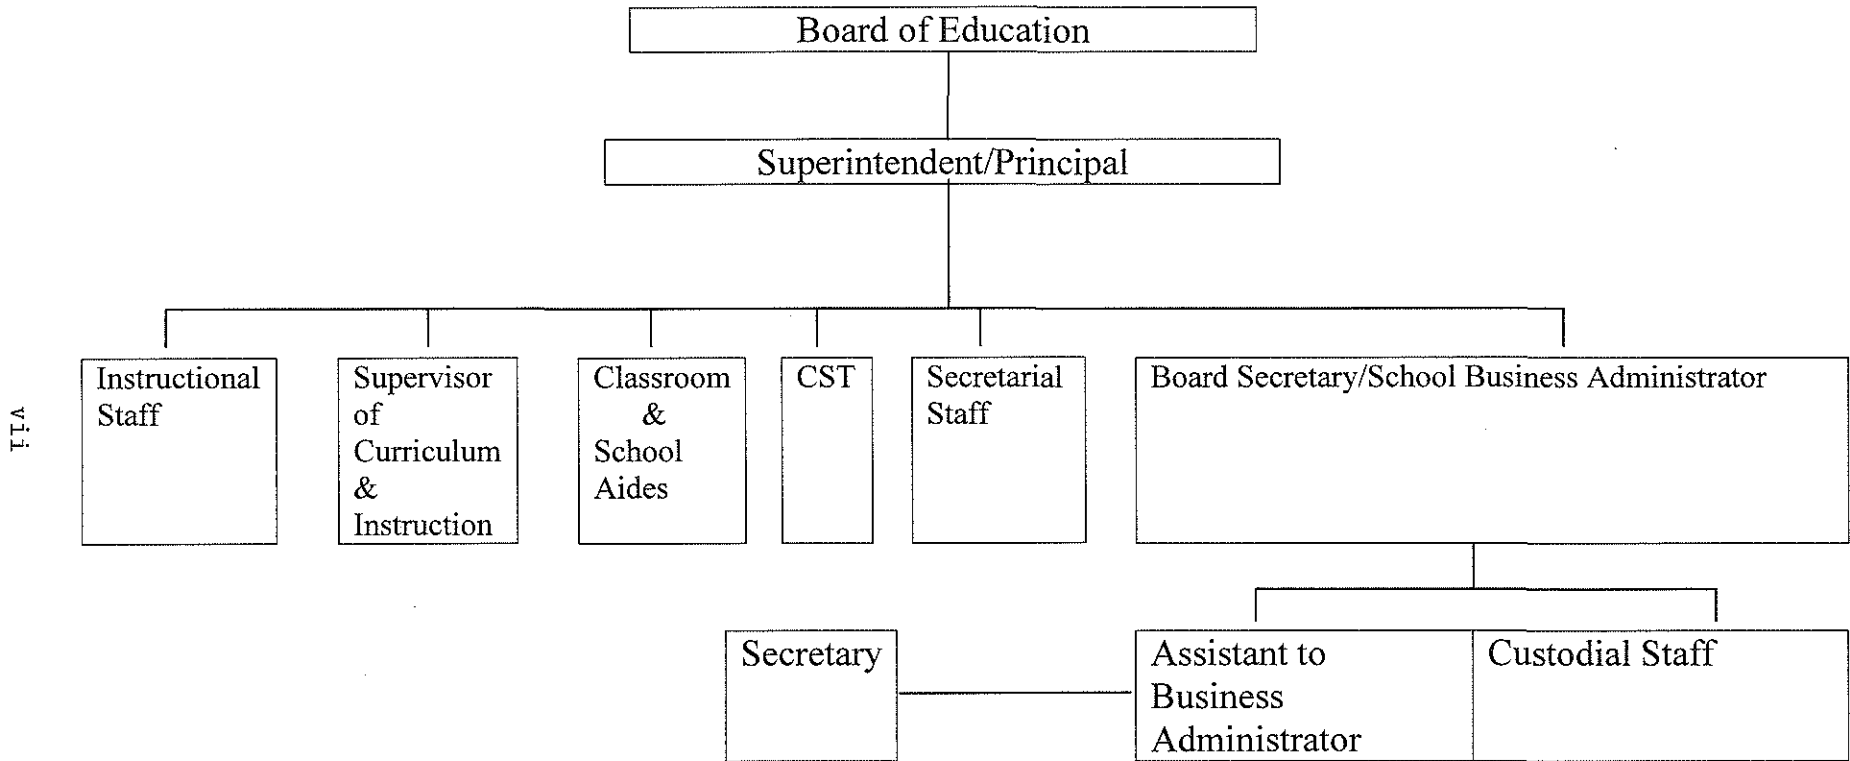 Board of Education
Superintendent/Principal
Instructional
Staff
Supervisor
of
Curriculum
&
Instruction
Classroom
&
School
Aides
CST
Secretarial
Staff
Board Secretary/School Business Administrator
vii
Secretary
Assistant to
Business
Administrator
Custodial Staff